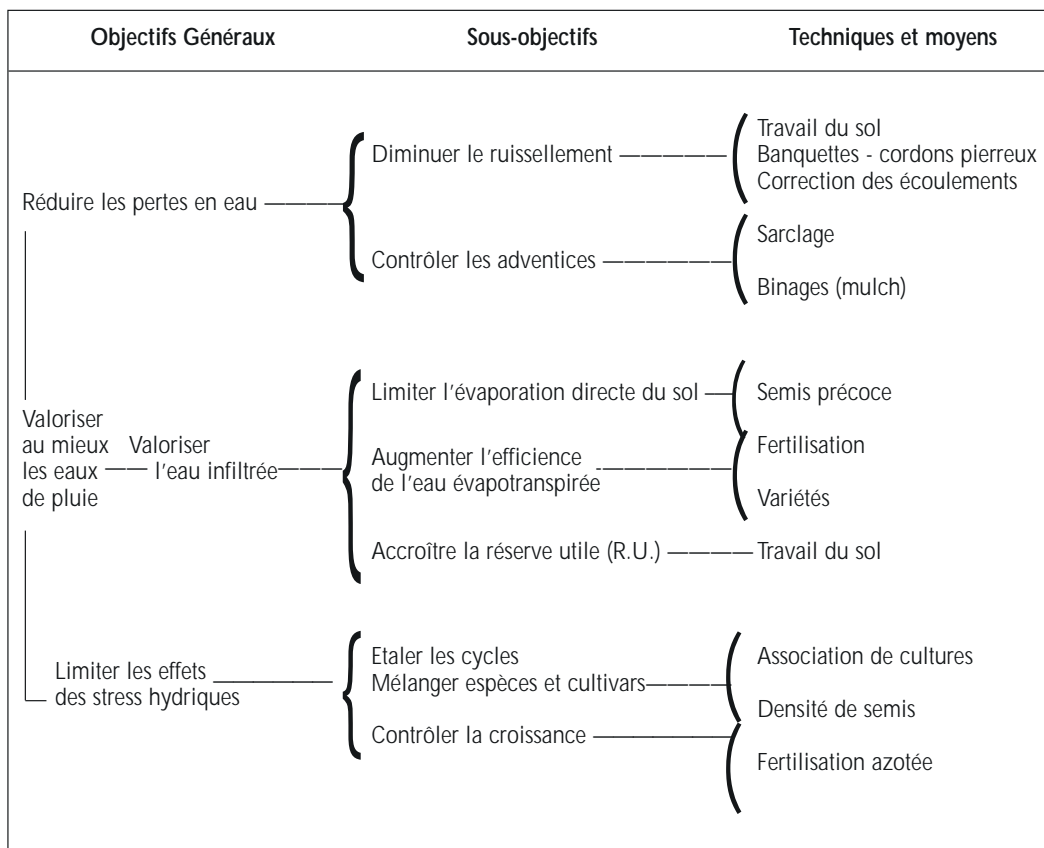 Objectifs Généraux
Sous-objectifs
Techniques et moyens
Réduire les pertes en eau
Diminuer le ruissellement
Travail du sol
Banquettes - cordons pierreux
Correction des écoulements
Contrôler les adventices
Sarclage
Binages (mulch)
Valoriser
au mieux
les eaux
de pluie
Valoriser
l'eau infiltrée
Limiter l'évaporation directe du sol
Semis précoce
Augmenter l'efficience
de l'eau évapotranspirée
Fertilisation
Variétés
Accroître la réserve utile (R.U.)
Travail du sol
Limiter les effets
des stress hydriques
Etaler les cycles
Mélanger espèces et cultivars
Association de cultures
Densité de semis
Contrôler la croissance
Fertilisation azotée